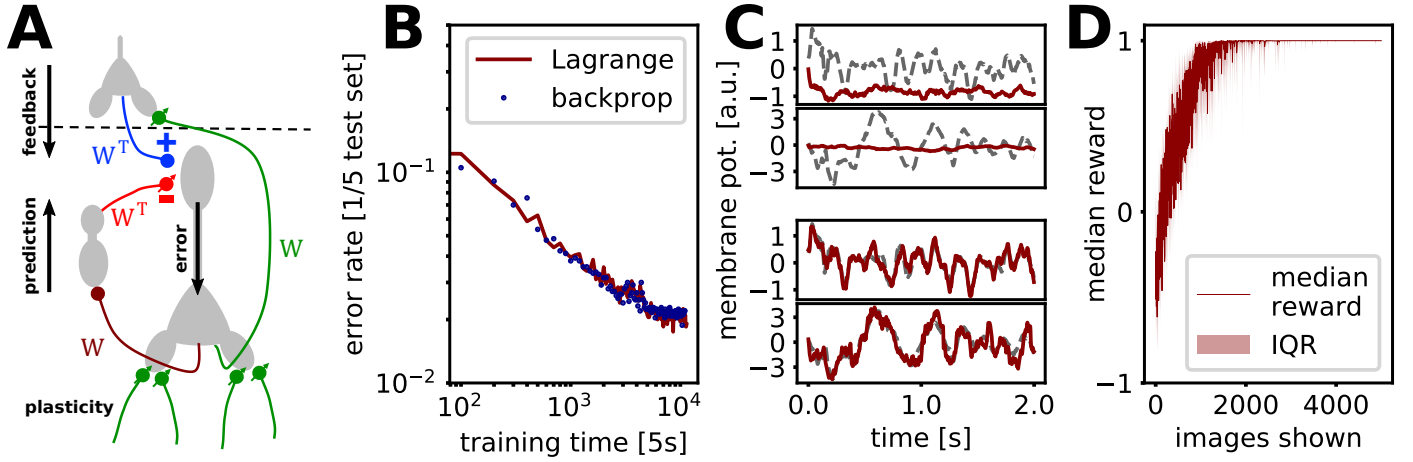 A
feedback
W^T
+
W^T
−
prediction
error
W
W
plasticity
B
error rate [1/5 test set]
10^−1
10^−2
Lagrange
backprop
10^2
10^3
10^4
training time [5s]
C
membrane pot. [a.u.]
1
0
−1
3
0
−3
1
0
−1
3
0
−3
0.0
1.0
2.0
time [s]
D
median reward
1
0
−1
median
reward
IQR
0
2000
4000
images shown